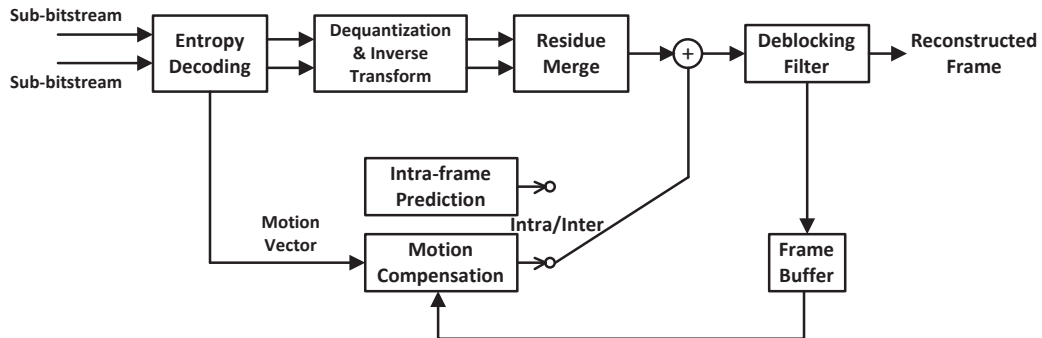 Sub-bitstream
Sub-bitstream
Entropy
Decoding
Dequantization
& Inverse
Transform
Residue
Merge
+
Deblocking
Filter
Reconstructed
Frame
Intra-frame
Prediction
Intra/Inter
Motion
Vector
Motion
Compensation
Frame
Buffer